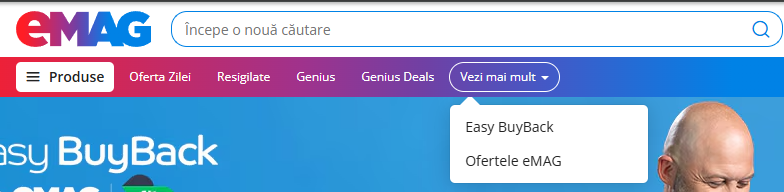 eMAG
Începe o nouă căutare
Produse Oferta Zilei Resigilate Genius Genius Deals Vezi mai mult
Easy BuyBack
Ofertele eMAG
asy BuyBack